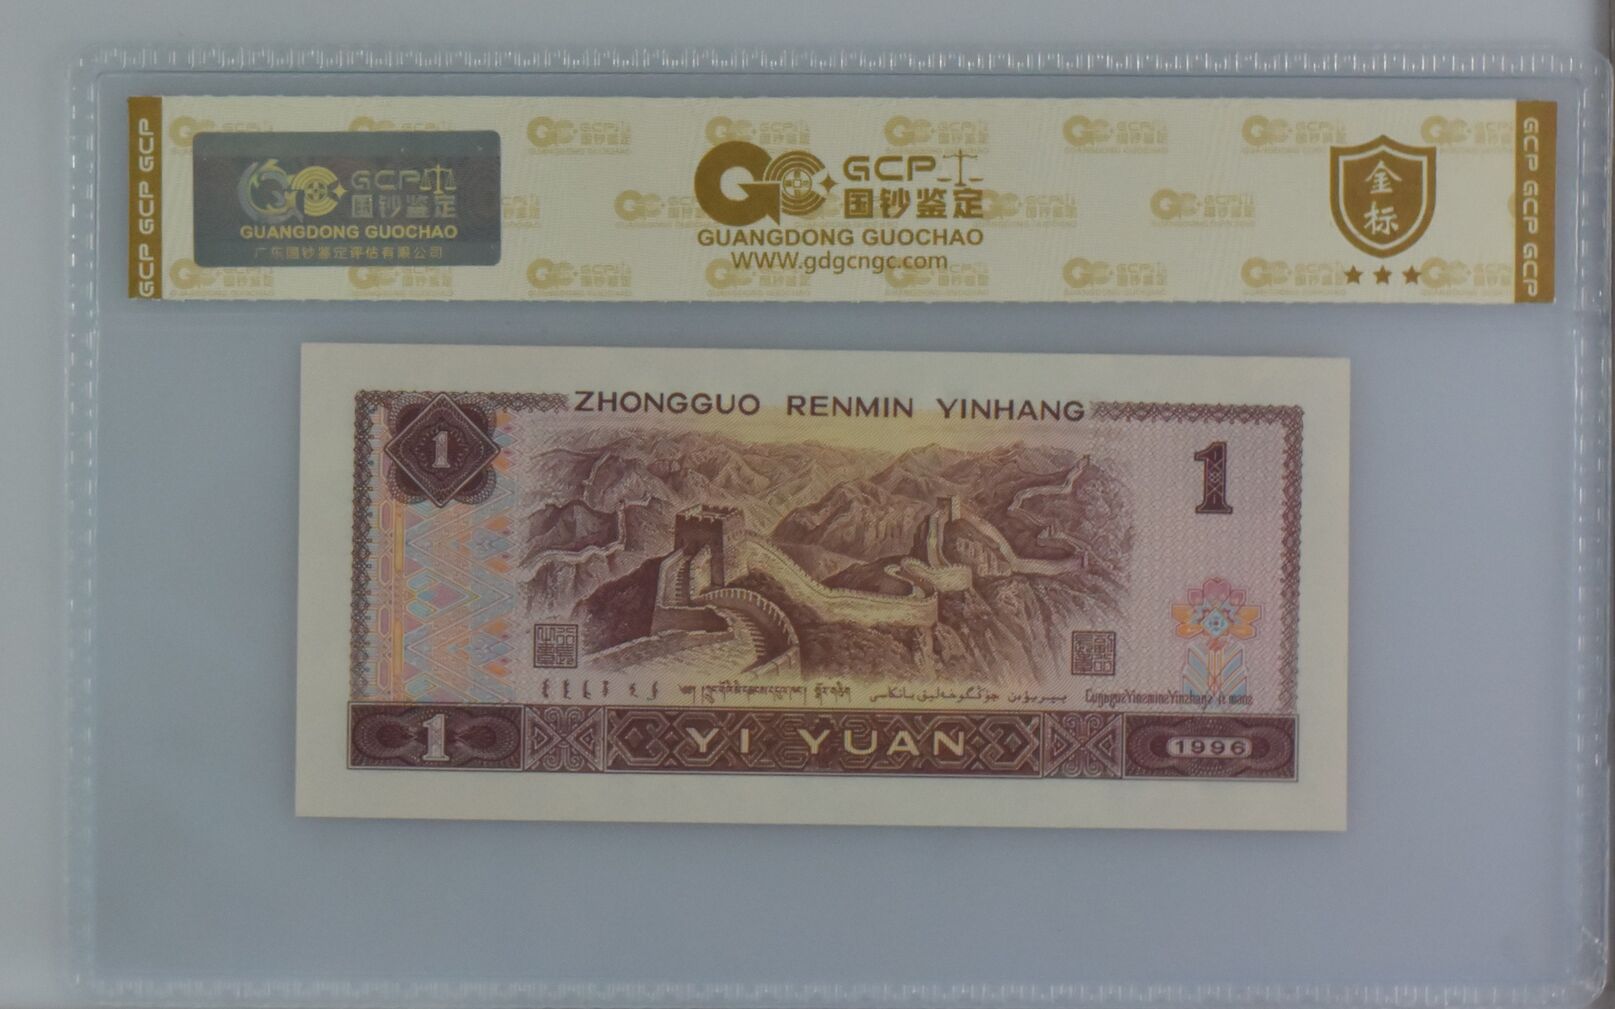 GCP GCP GCP
GCP
国钞鉴定
GUANGDONG GUOCHAO
广东国钞鉴定评估有限公司
GCP
国钞鉴定
GUANGDONG GUOCHAO
WWW.gdgcngc.com
金
标
GCP GCP GCP
ZHONGGUO RENMIN YINHANG
1
1
1
YI YUAN
1996